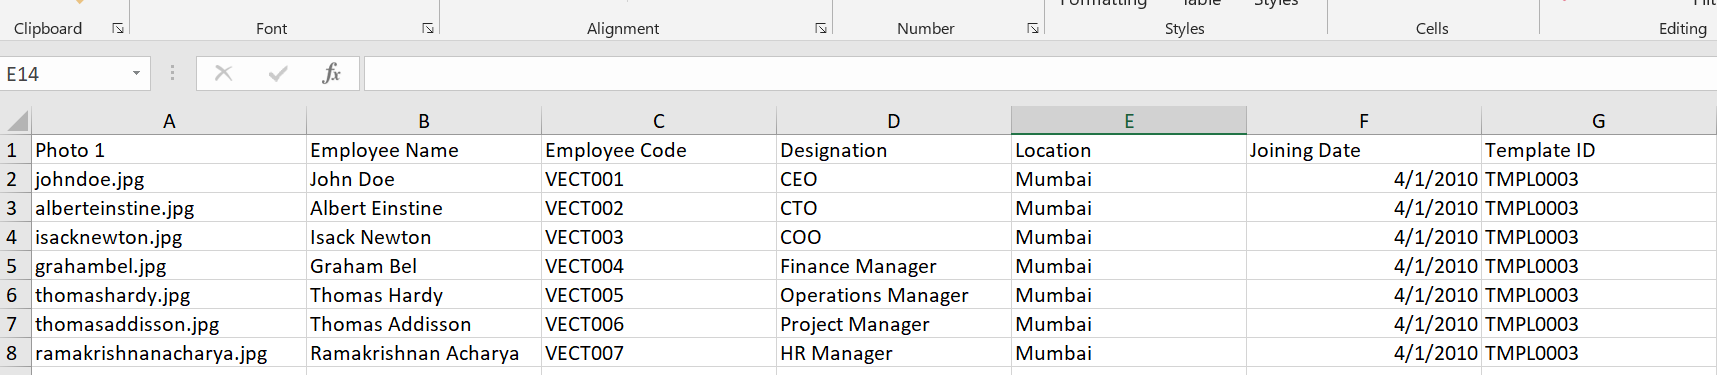 Formatting Table Styles
Clipboard Font Alignment Number Styles Cells Editing
E14 fx
A B C D E F G
1 Photo 1 Employee Name Employee Code Designation Location Joining Date Template ID
2 johndoe.jpg John Doe VECT001 CEO Mumbai 4/1/2010 TMPL0003
3 alberteinstine.jpg Albert Einstine VECT002 CTO Mumbai 4/1/2010 TMPL0003
4 isacknewton.jpg Isack Newton VECT003 COO Mumbai 4/1/2010 TMPL0003
5 grahambel.jpg Graham Bel VECT004 Finance Manager Mumbai 4/1/2010 TMPL0003
6 thomashardy.jpg Thomas Hardy VECT005 Operations Manager Mumbai 4/1/2010 TMPL0003
7 thomasaddisson.jpg Thomas Addisson VECT006 Project Manager Mumbai 4/1/2010 TMPL0003
8 ramakrishnanacharya.jpg Ramakrishnan Acharya VECT007 HR Manager Mumbai 4/1/2010 TMPL0003